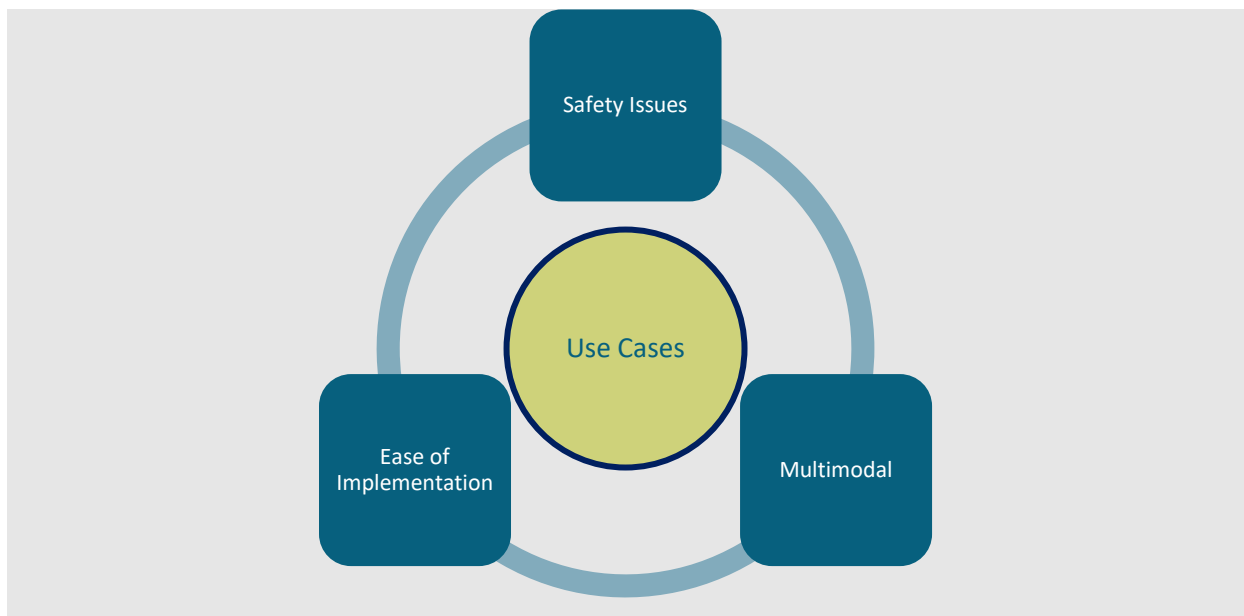 Safety Issues
Use Cases
Ease of
Implementation
Multimodal